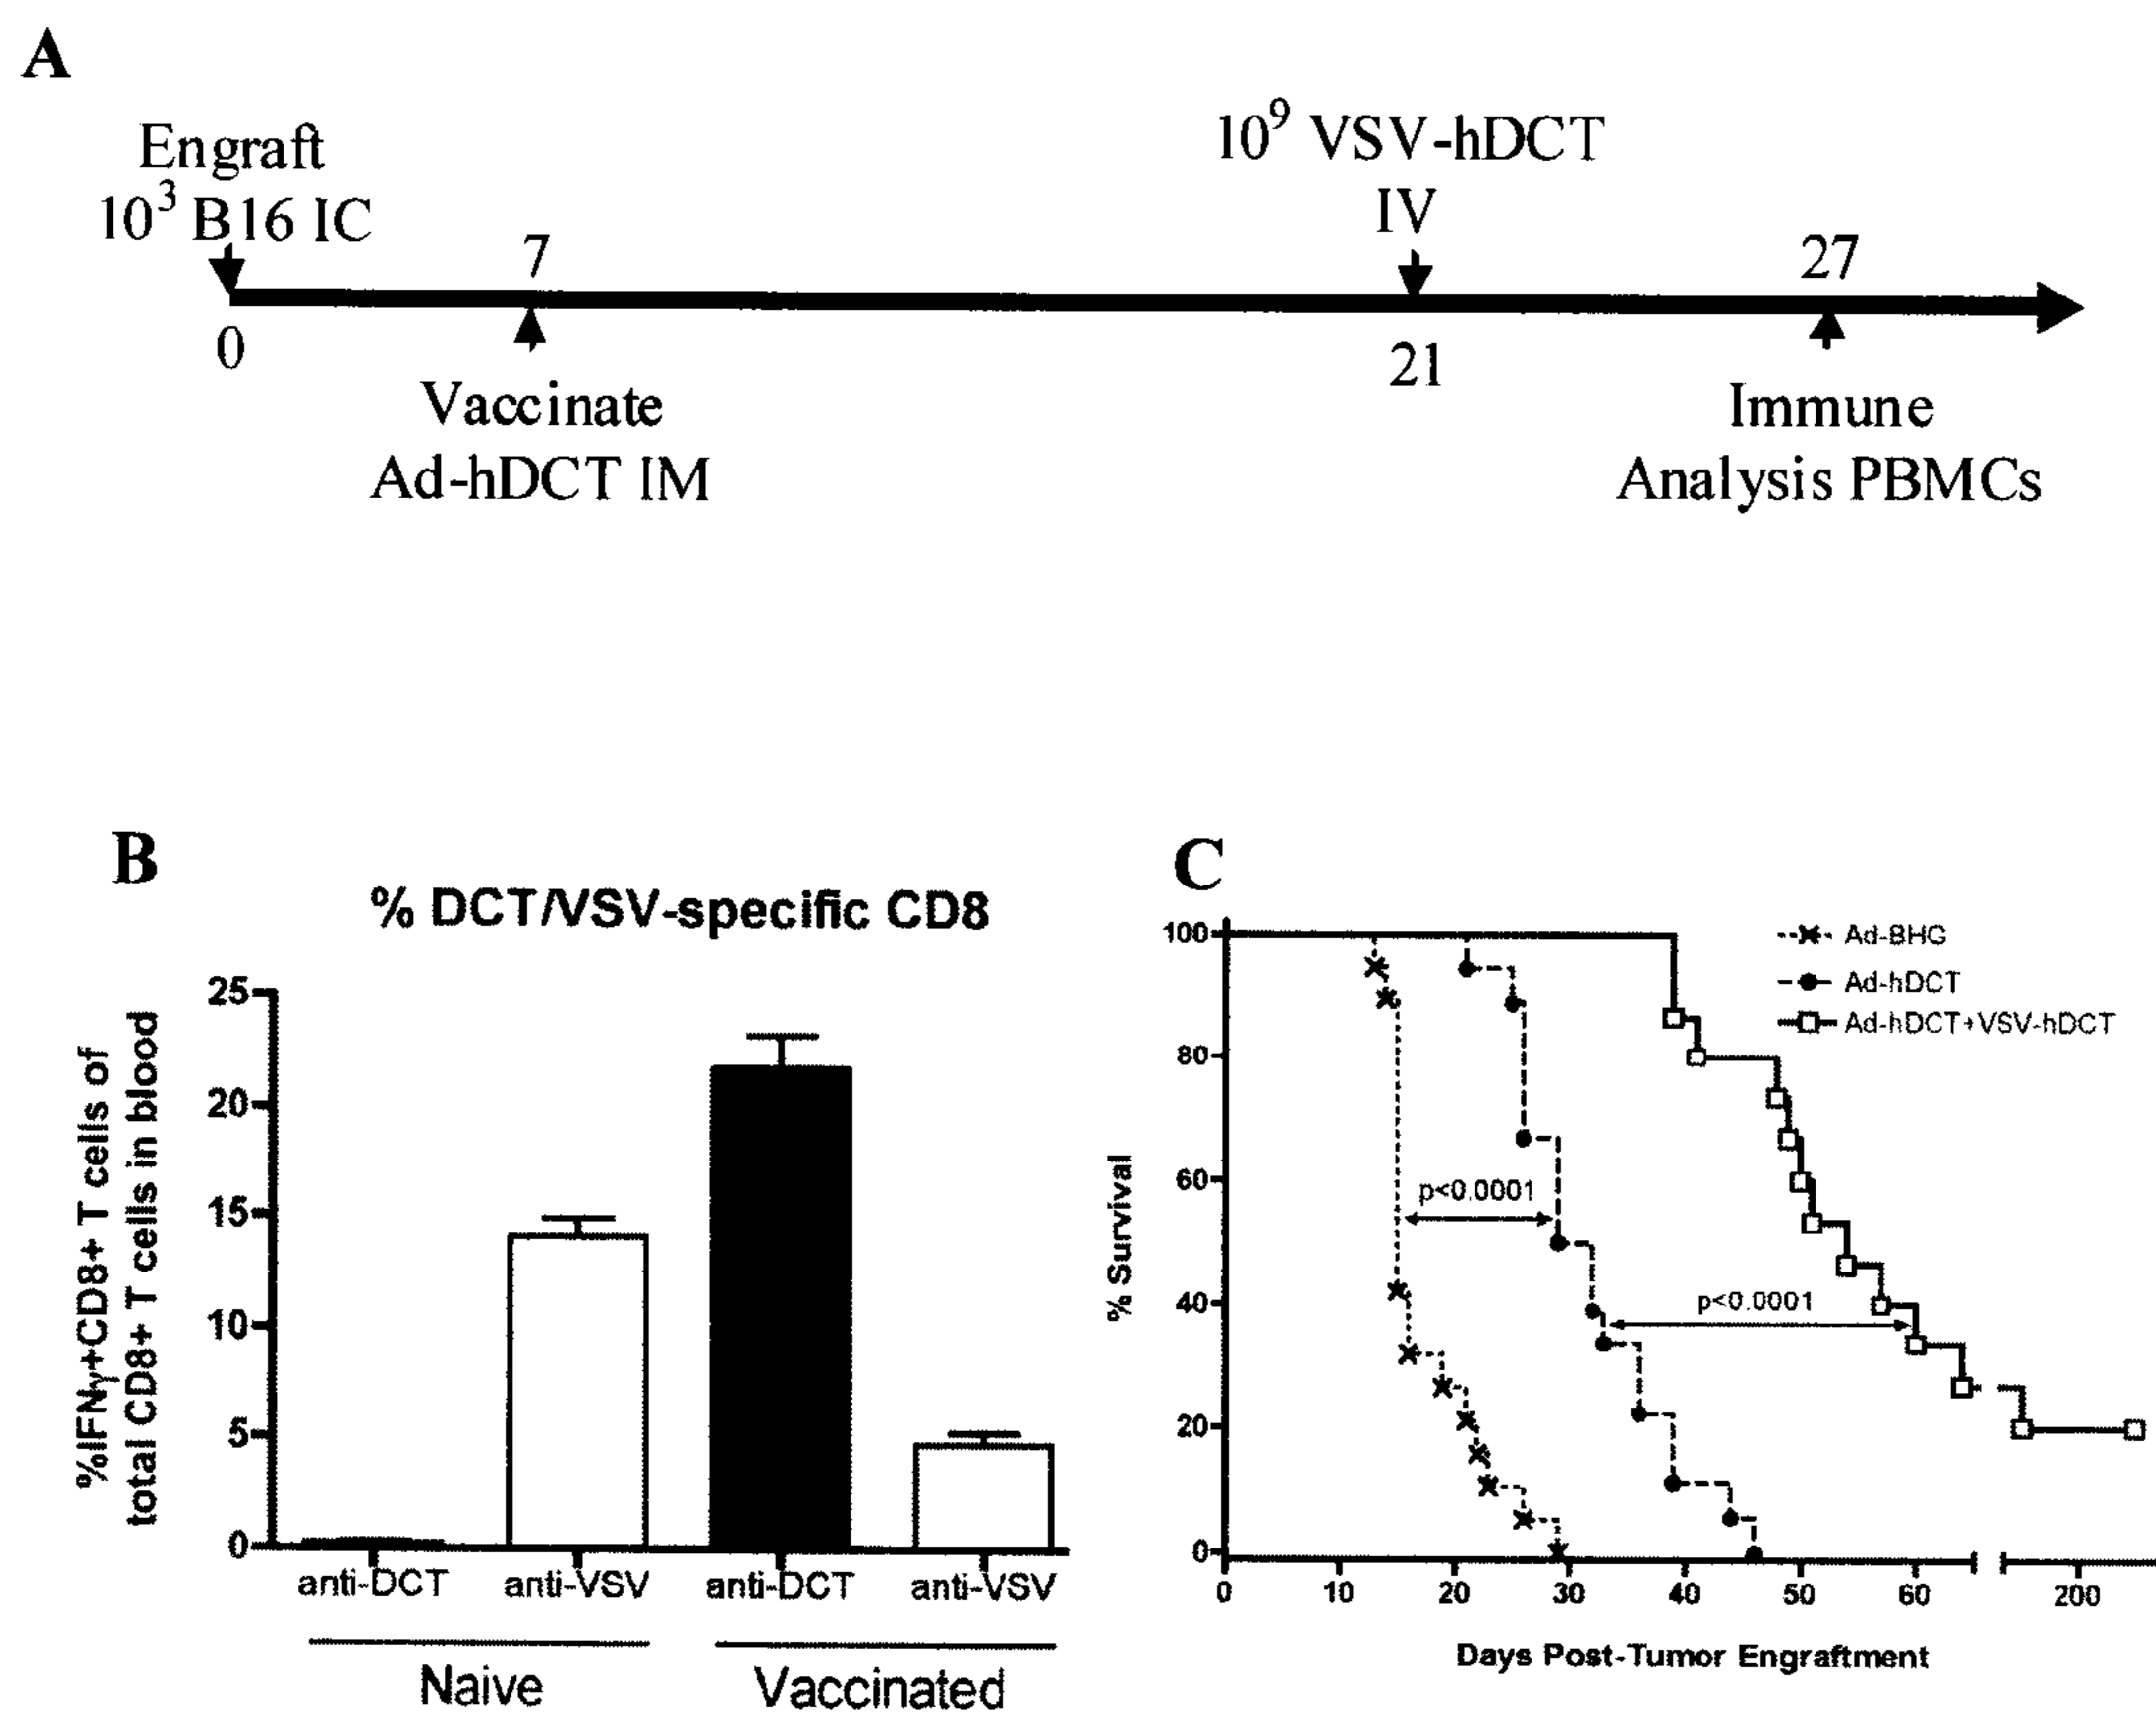 A
Engraft
10³ B16 IC
7
10⁹ VSV-hDCT
IV
27
0
21
Vaccinate
Ad-hDCT IM
Immune
Analysis PBMCs
B
% DCT/VSV-specific CD8
%IFNγ+CD8+ T cells of
total CD8+ T cells in blood
25
20
15
10
5
0
anti-DCT
anti-VSV
anti-DCT
anti-VSV
Naive
Vaccinated
C
Ad-BHG
Ad-hDCT
Ad-hDCT+VSV-hDCT
% Survival
100
80
60
40
20
0
p<0.0001
p<0.0001
0 10 20 30 40 50 60 200
Days Post-Tumor Engraftment